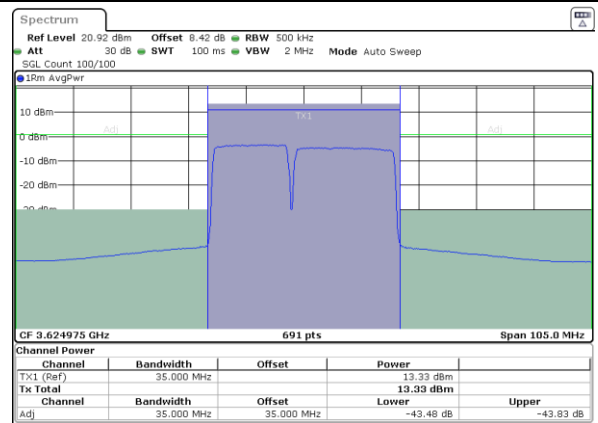 Spectrum
Ref Level 20.92 dBm Offset 8.42 dB RBW 500 kHz
Att 30 dB SWT 100 ms VBW 2 MHz Mode Auto Sweep
SGL Count 100/100
1Rm AvgPwr
10 dBm
TX1
Adj
Adj
0 dBm
-10 dBm
-20 dBm
-30 dBm
CF 3.624975 GHz 691 pts Span 105.0 MHz
Channel Power
Channel Bandwidth Offset Power
TX1 (Ref) 35.000 MHz 13.33 dBm
Tx Total 13.33 dBm
Channel Bandwidth Offset Lower Upper
Adj 35.000 MHz 35.000 MHz -43.48 dB -43.83 dB